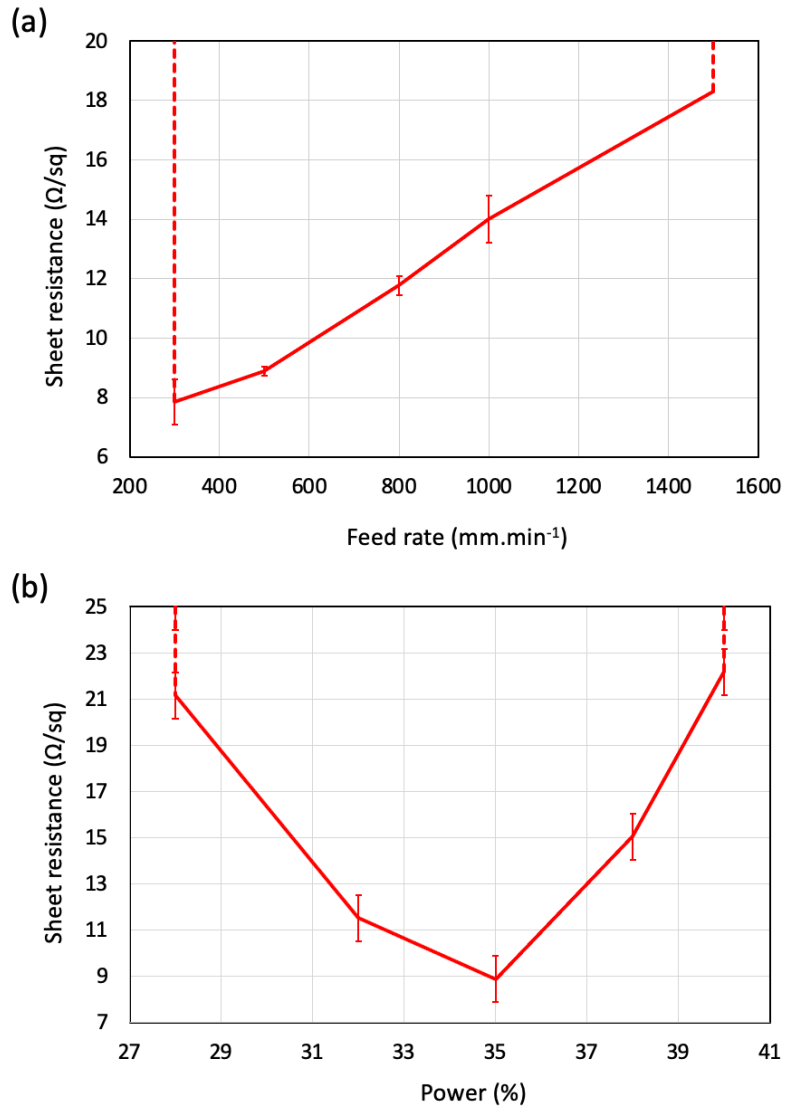 (a)
20
18
16
14
12
10
8
6
Sheet resistance (Ω/sq)
200 400 600 800 1000 1200 1400 1600
Feed rate (mm.min⁻¹)
(b)
25
23
21
19
17
15
13
11
9
7
Sheet resistance (Ω/sq)
27 29 31 33 35 37 39 41
Power (%)